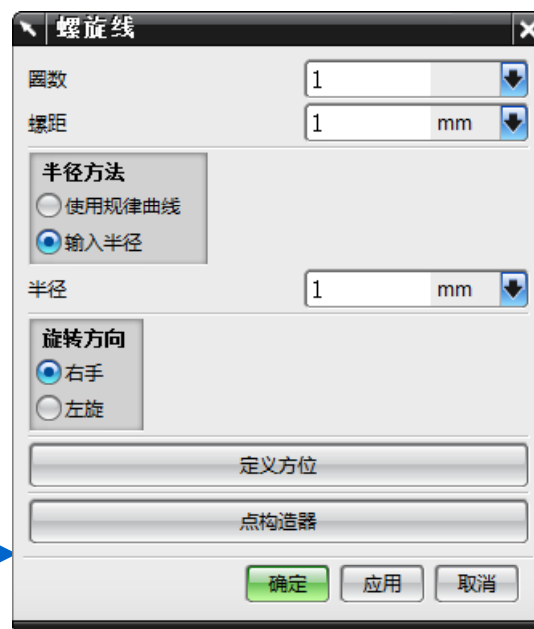 螺旋线
圈数 1
螺距 1 mm
半径方法
使用规律曲线
输入半径
半径 1 mm
旋转方向
右手
左旋
定义方位
点构造器
确定 应用 取消